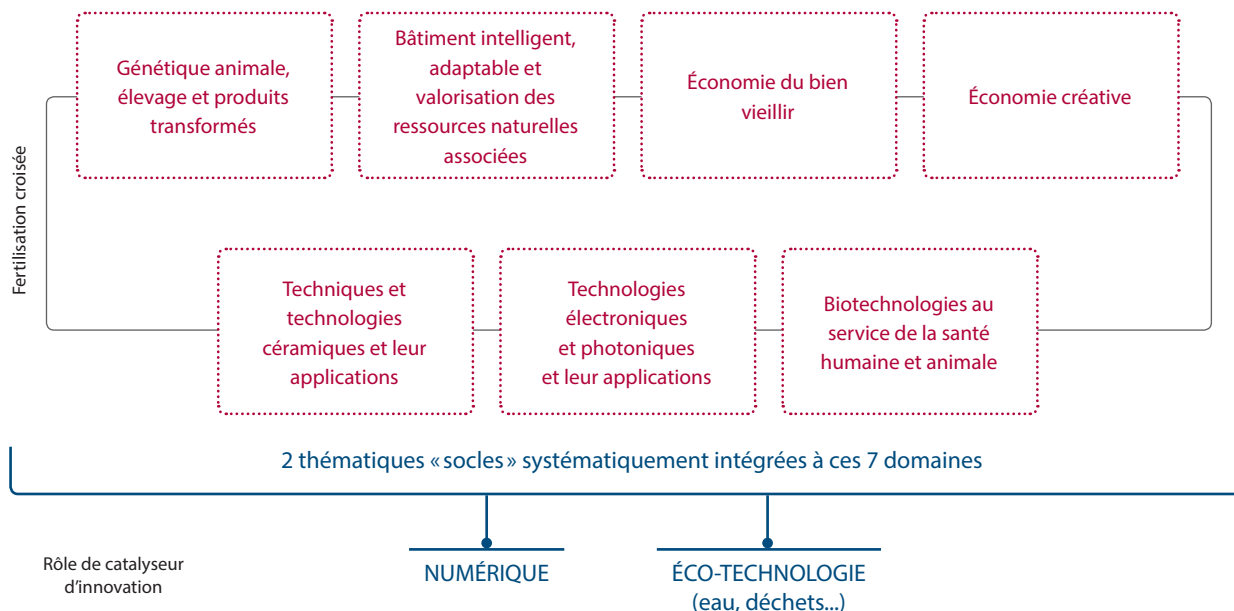 Génétique animale,
élevage et produits
transformés
Bâtiment intelligent,
adaptable et
valorisation des
ressources naturelles
associées
Économie du bien
vieillir
Économie créative
Fertilisation croisée
Techniques et
technologies
céramiques et leur
applications
Technologies
électroniques
et photoniques
et leur applications
Biotechnologies au
service de la santé
humaine et animale
2 thématiques « socles » systématiquement intégrées à ces 7 domaines
Rôle de catalyseur
d’innovation
NUMÉRIQUE
ÉCO-TECHNOLOGIE
(eau, déchets...)